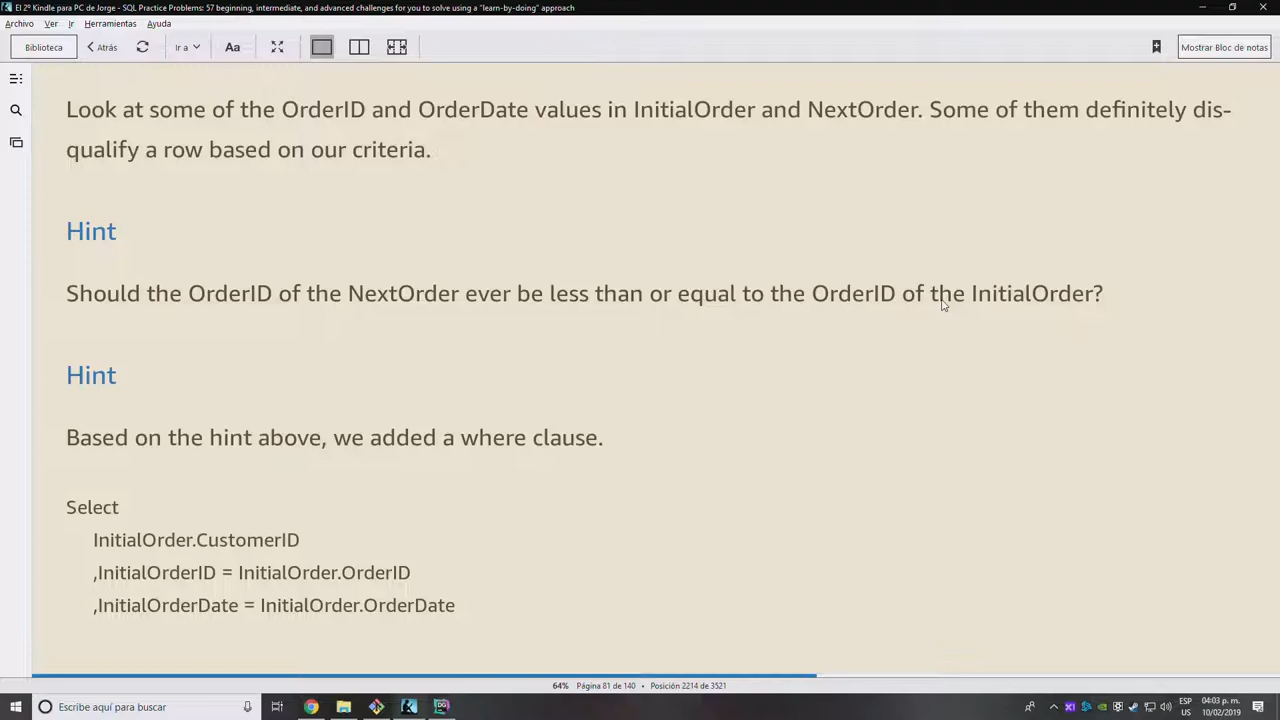 El 2º Kindle para PC de Jorge - SQL Practice Problems: 57 beginning, intermediate, and advanced challenges for you to solve using a "learn-by-doing" approach
Archivo Ver Ir Herramientas Ayuda
Biblioteca Atrás Ir a Aa Mostrar Bloc de notas
Look at some of the OrderID and OrderDate values in InitialOrder and NextOrder. Some of them definitely dis-
qualify a row based on our criteria.
Hint
Should the OrderID of the NextOrder ever be less than or equal to the OrderID of the InitialOrder?
Hint
Based on the hint above, we added a where clause.
Select
InitialOrder.CustomerID
,InitialOrderID = InitialOrder.OrderID
,InitialOrderDate = InitialOrder.OrderDate
64% Página 81 de 140 • Posición 2214 de 3521
Escribe aquí para buscar
ESP 04:03 p. m.
US 10/02/2019